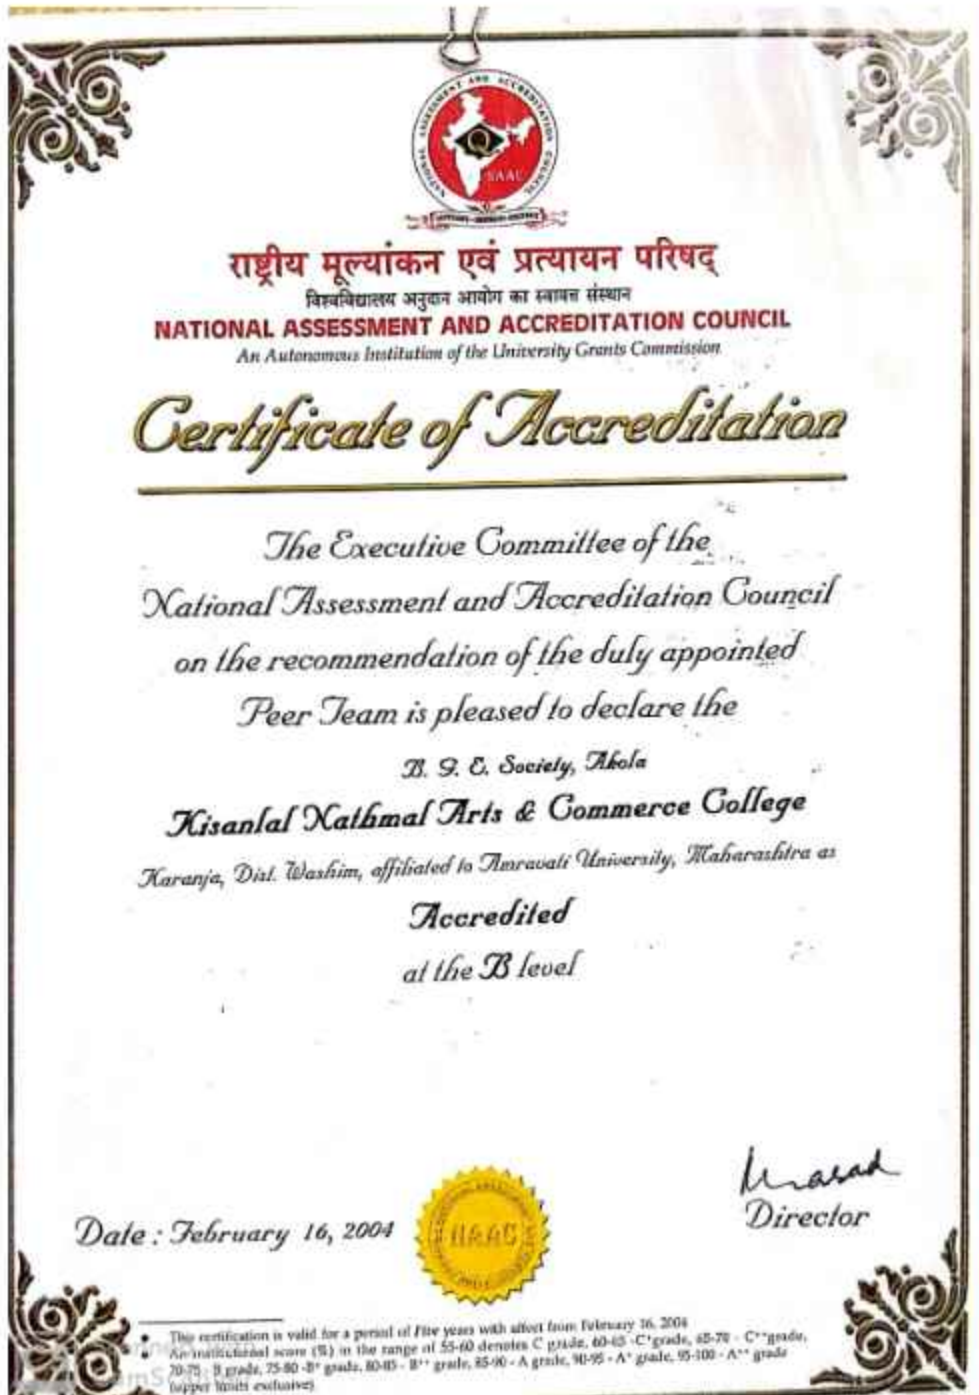 NATIONAL ASSESSMENT AND ACCREDITATION COUNCIL
NAAC
राष्ट्रीय मूल्यांकन एवं प्रत्यायन परिषद्
विश्वविद्यालय अनुदान आयोग का स्वायत्त संस्थान
NATIONAL ASSESSMENT AND ACCREDITATION COUNCIL
An Autonomous Institution of the University Grants Commission
Certificate of Accreditation
The Executive Committee of the
National Assessment and Accreditation Council
on the recommendation of the duly appointed
Peer Team is pleased to declare the
B. G. E. Society, Akola
Kisanlal Nathmal Arts & Commerce College
Karanja, Dist. Washim, affiliated to Amravati University, Maharashtra as
Accredited
at the B level
Director
Date : February 16, 2004
NAAC
• This certification is valid for a period of Five years with effect from February 16, 2004
• An institutional score (%) in the range of 55-60 denotes C grade, 60-65 -C⁺grade, 65-70 - C⁺⁺grade,
70-75 - B grade, 75-80 -B⁺ grade, 80-85 - B⁺⁺ grade, 85-90 - A grade, 90-95 - A⁺ grade, 95-100 - A⁺⁺ grade
(upper limits exclusive)